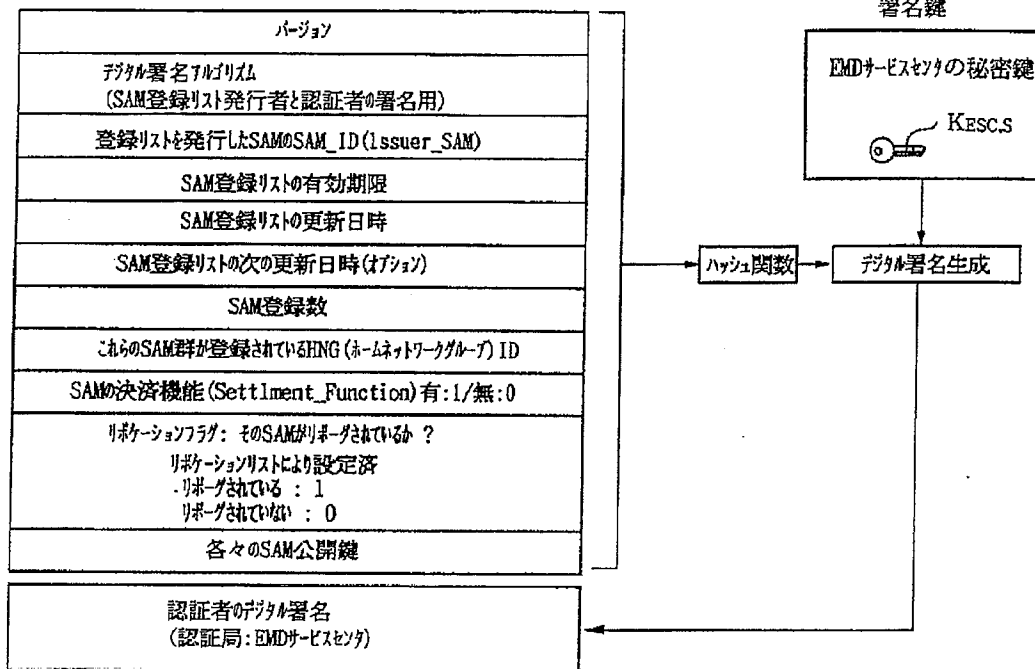 バージョン
デジタル署名アルゴリズム
(SAM登録リスト発行者と認証者の署名用)
登録リストを発行したSAMのSAM_ID(Issuer_SAM)
SAM登録リストの有効期限
SAM登録リストの更新日時
SAM登録リストの次の更新日時(オプション)
SAM登録数
これらのSAM群が登録されているHNG(ホームネットワークグループ)ID
SAMの決済機能(Settlment_Function)有:1/無:0
リボケーションフラグ: そのSAMがリボーグされているか ?
リボケーションリストにより設定済
・リボーグされている : 1
リボーグされていない : 0
各々のSAM公開鍵
認証者のデジタル署名
(認証局:EMDサービスセンタ)
ハッシュ関数
署名鍵
EMDサービスセンタの秘密鍵
KESC,S
デジタル署名生成